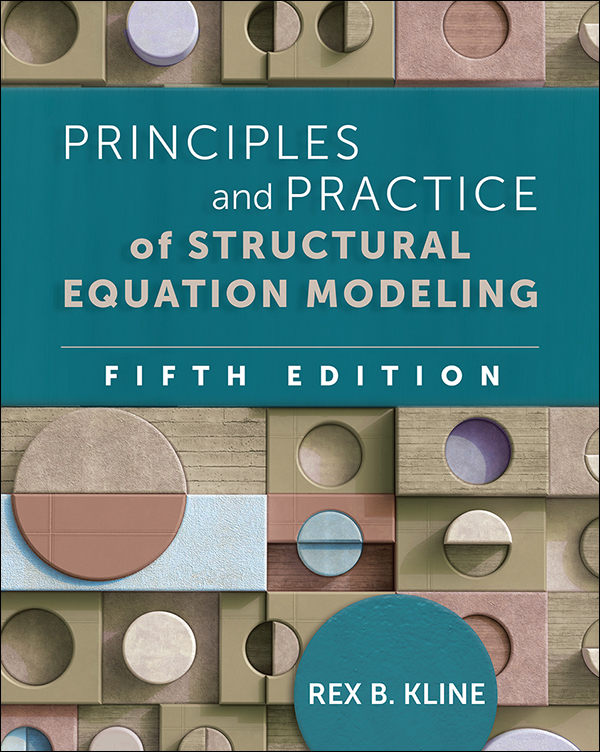 PRINCIPLES
and PRACTICE
of STRUCTURAL
EQUATION MODELING
FIFTH EDITION
REX B. KLINE